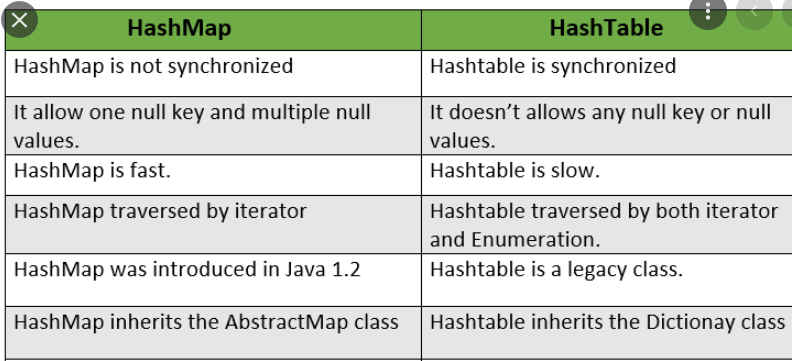 HashMap
HashTable
HashMap is not synchronized
Hashtable is synchronized
It allow one null key and multiple null
values.
It doesn’t allows any null key or null
values.
HashMap is fast.
Hashtable is slow.
HashMap traversed by iterator
Hashtable traversed by both iterator
and Enumeration.
HashMap was introduced in Java 1.2
Hashtable is a legacy class.
HashMap inherits the AbstractMap class
Hashtable inherits the Dictionay class